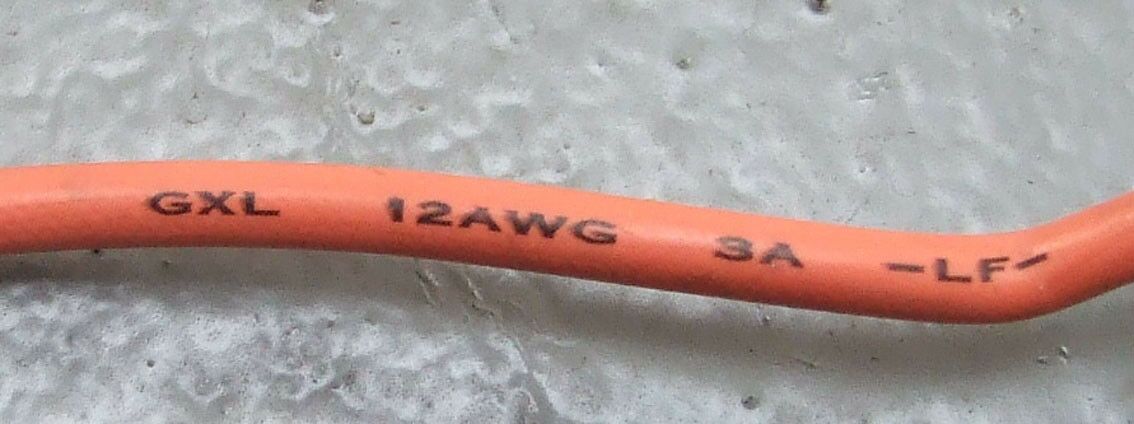 GXL 12AWG 3A -LF-